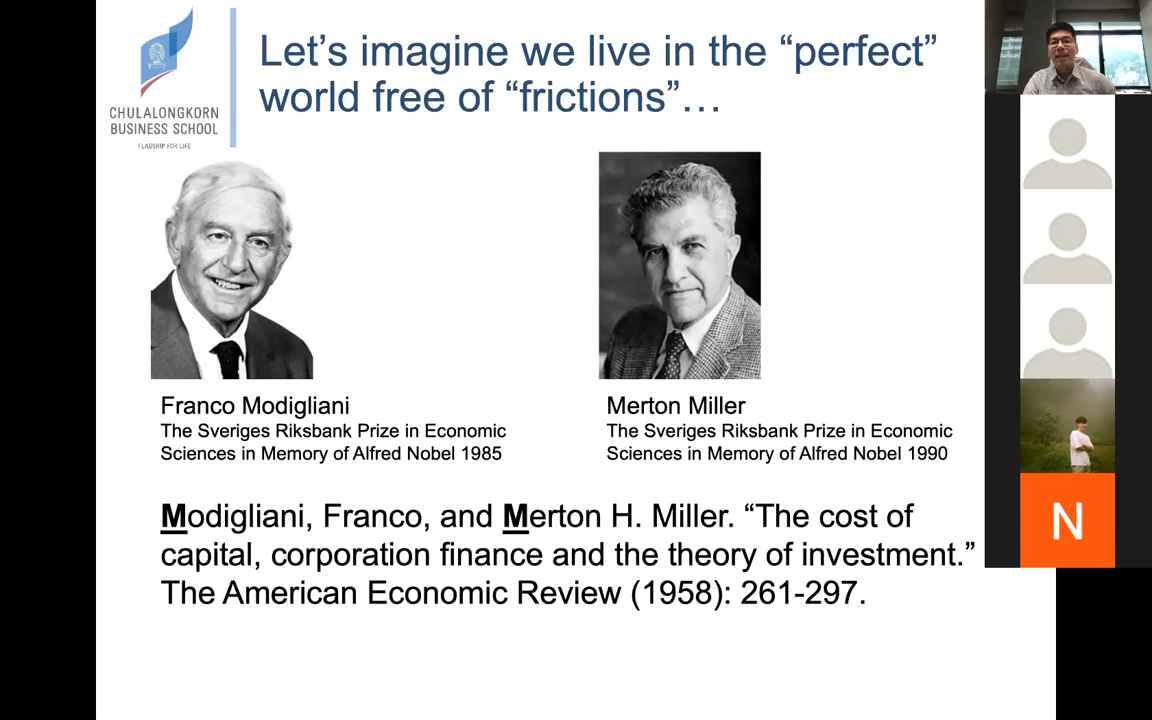 Let's imagine we live in the “perfect”
world free of “frictions”…
CHULALONGKORN
BUSINESS SCHOOL
FLAGSHIP FOR LIFE
Franco Modigliani
The Sveriges Riksbank Prize in Economic
Sciences in Memory of Alfred Nobel 1985
Merton Miller
The Sveriges Riksbank Prize in Economic
Sciences in Memory of Alfred Nobel 1990
Modigliani, Franco, and Merton H. Miller. “The cost of
capital, corporation finance and the theory of investment.”
The American Economic Review (1958): 261-297.
N